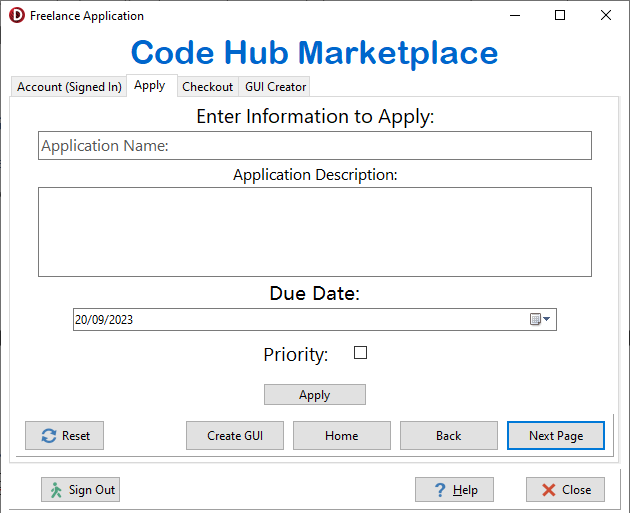 Freelance Application
Code Hub Marketplace
Account (Signed In) Apply Checkout GUI Creator
Enter Information to Apply:
Application Name:
Application Description:
Due Date:
20/09/2023
Priority:
Apply
Reset Create GUI Home Back Next Page
Sign Out Help Close